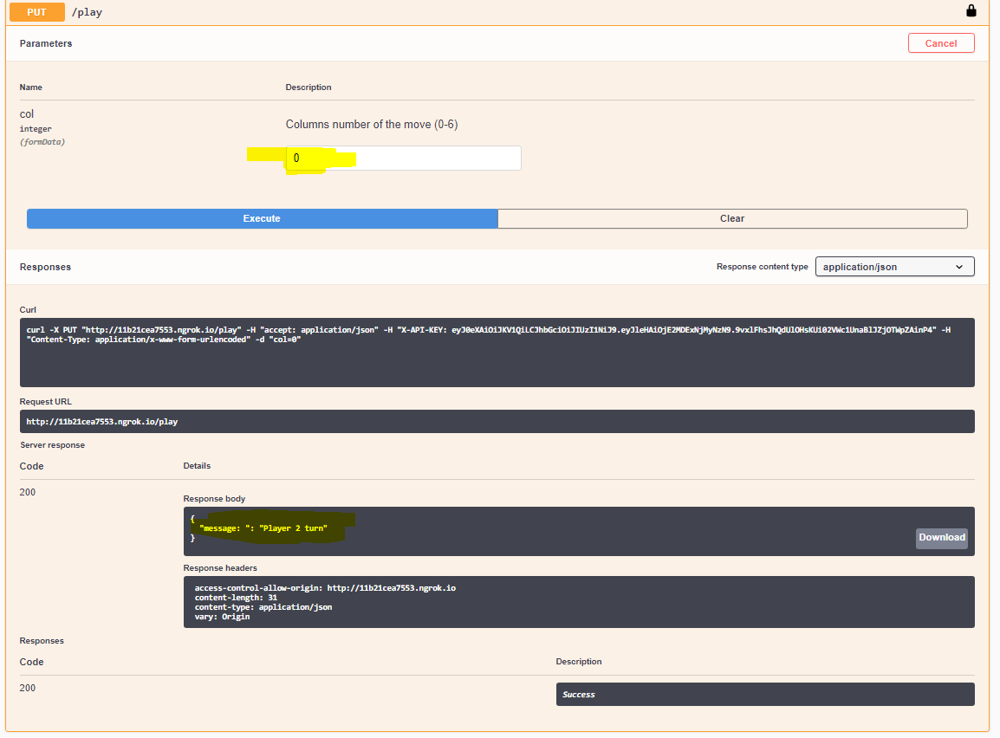 PUT /play
Parameters
Cancel
Name Description
col
integer
(formData)
Columns number of the move (0-6)
0
Execute Clear
Responses
Response content type application/json
Curl
curl -X PUT "http://11b21cea7553.ngrok.io/play" -H "accept: application/json" -H "X-API-KEY: eyJ0eXAiOiJKV1QiLCJhbGciOiJIUzI1NiJ9.eyJleHAiOjE2MDExNjMyNzN9.9vxlFhsJhQdUlOHsKUi02VWc1UnaBlJZjOTWpZAinP4" -H
"Content-Type: application/x-www-form-urlencoded" -d "col=0"
Request URL
http://11b21cea7553.ngrok.io/play
Server response
Code Details
200
Response body
{
"message: ": "Player 2 turn"
}
Download
Response headers
access-control-allow-origin: http://11b21cea7553.ngrok.io
content-length: 31
content-type: application/json
vary: Origin
Responses
Code Description
200
Success